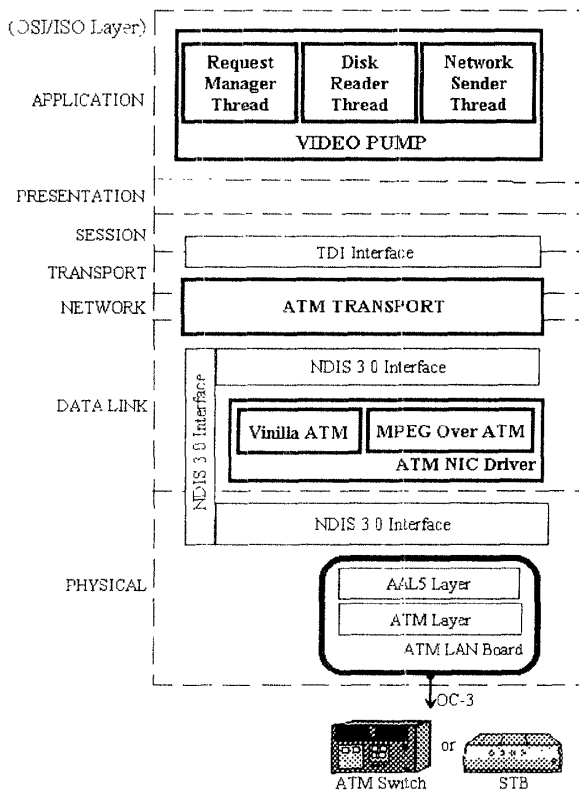 (OSI/ISO Layer)
APPLICATION
Request
Manager
Thread
Disk
Reader
Thread
Network
Sender
Thread
VIDEO PUMP
PRESENTATION
SESSION
TDI Interface
TRANSPORT
NETWORK
ATM TRANSPORT
NDIS 3.0 Interface
NDIS 3.0 Interface
DATA LINK
Vinilla ATM
MPEG Over ATM
ATM NIC Driver
NDIS 3.0 Interface
PHYSICAL
AAL5 Layer
ATM Layer
ATM LAN Board
OC-3
or
ATM Switch
STB